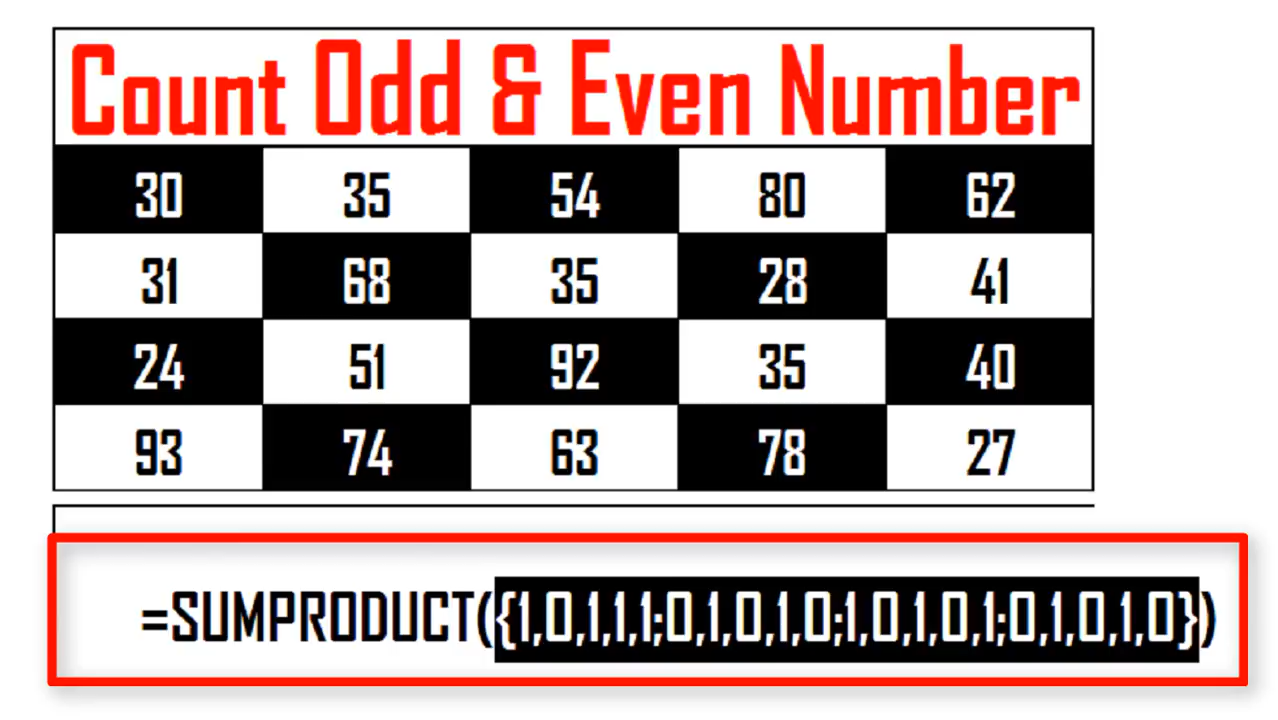 Count Odd & Even Number
30 35 54 80 62
31 68 35 28 41
24 51 92 35 40
93 74 63 78 27
=SUMPRODUCT({1,0,1,1,1;0,1,0,1,0;1,0,1,0,1;0,1,0,1,0})